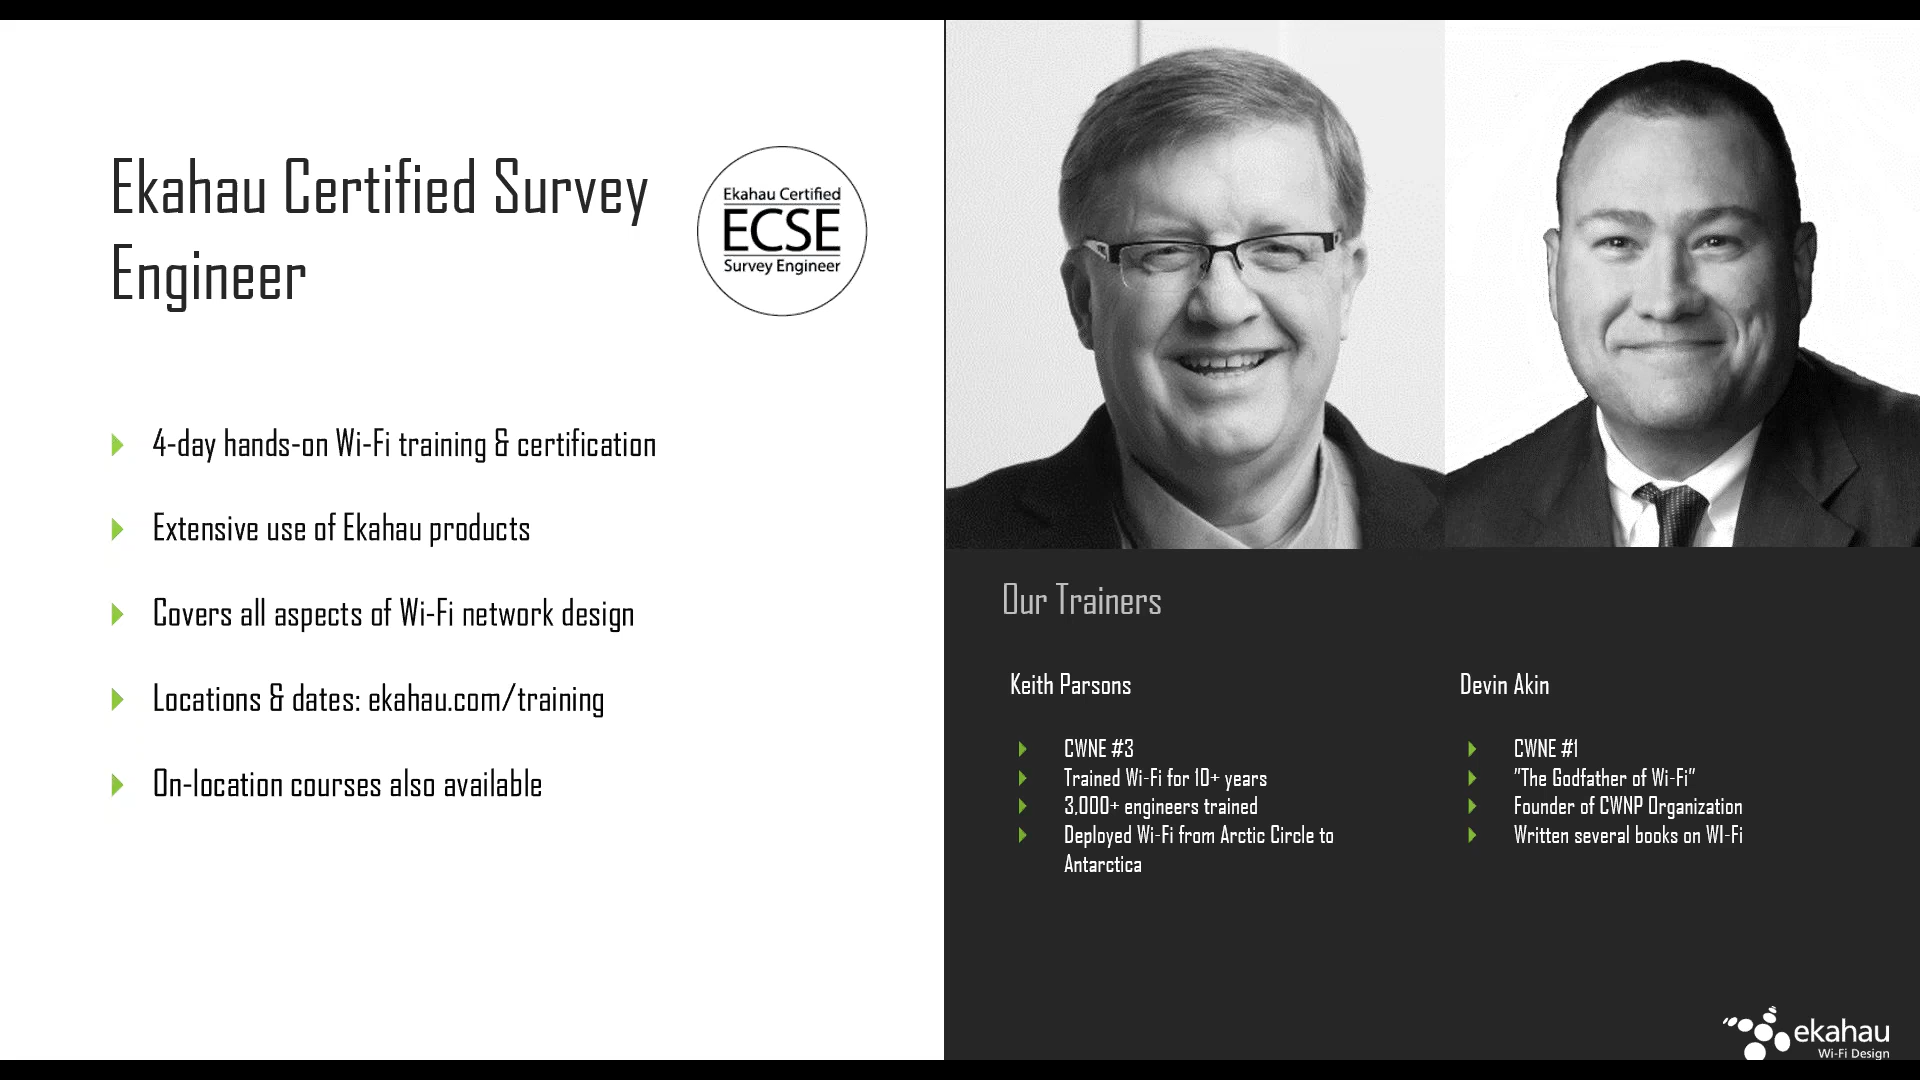 Ekahau Certified Survey
Engineer
Ekahau Certified
ECSE
Survey Engineer
4-day hands-on Wi-Fi training & certification
Extensive use of Ekahau products
Covers all aspects of Wi-Fi network design
Locations & dates: ekahau.com/training
On-location courses also available
Our Trainers
Keith Parsons
CWNE #3
Trained Wi-Fi for 10+ years
3,000+ engineers trained
Deployed Wi-Fi from Arctic Circle to
Antarctica
Devin Akin
CWNE #1
"The Godfather of Wi-Fi"
Founder of CWNP Organization
Written several books on WI-Fi
ekahau
Wi-Fi Design